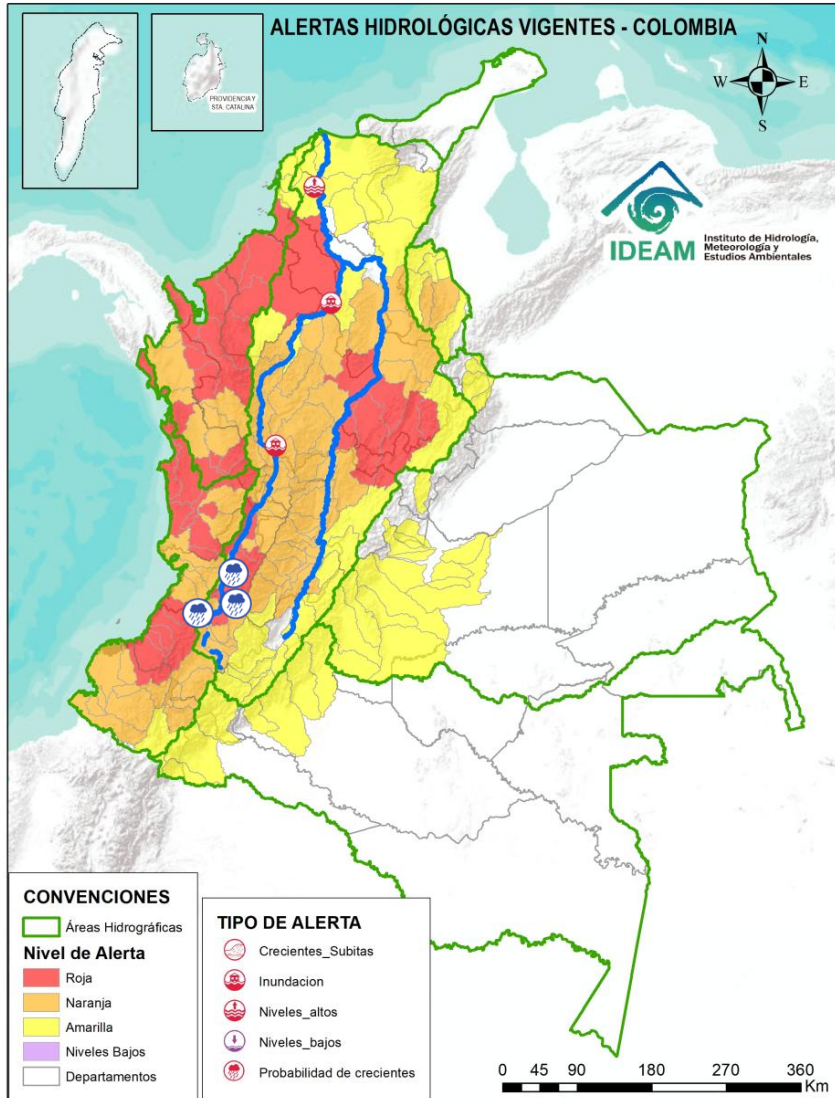 ALERTAS HIDROLÓGICAS VIGENTES - COLOMBIA
PROVIDENCIA Y
STA. CATALINA
N
W
E
S
IDEAM
Instituto de Hidrología,
Meteorología y
Estudios Ambientales
CONVENCIONES
Áreas Hidrográficas
Nivel de Alerta
Roja
Naranja
Amarilla
Niveles Bajos
Departamentos
TIPO DE ALERTA
Crecientes_Subitas
Inundacion
Niveles_altos
Niveles_bajos
Probabilidad de crecientes
0 45 90 180 270 360
Km